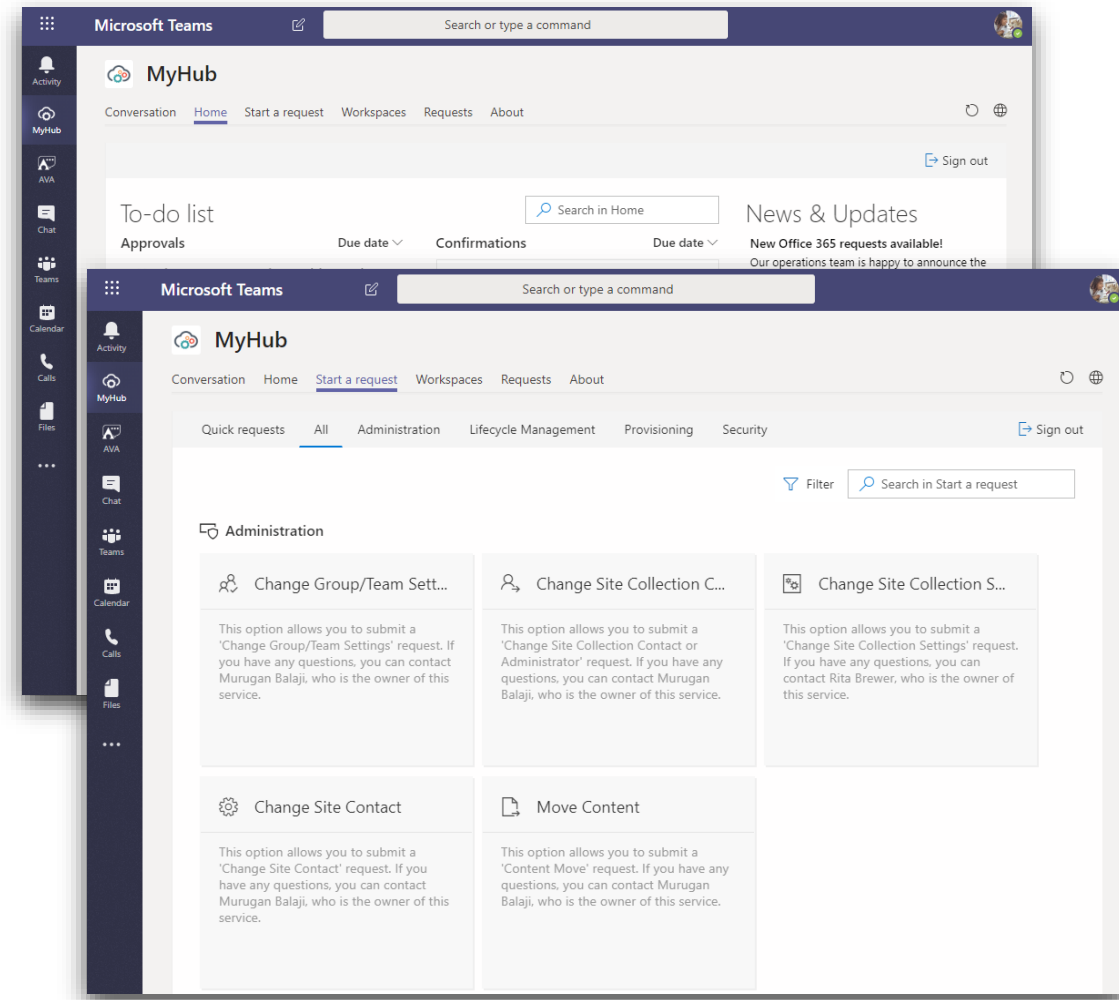 Microsoft Teams
Search or type a command
Activity
MyHub
AVA
Chat
Teams
Calendar
Calls
Files
MyHub
Conversation Home Start a request Workspaces Requests About
Sign out
To-do list
Search in Home
News & Updates
Approvals
Due date
Confirmations
Due date
New Office 365 requests available!
Our operations team is happy to announce the
Microsoft Teams
Search or type a command
Activity
MyHub
AVA
Chat
Teams
Calendar
Calls
Files
MyHub
Conversation Home Start a request Workspaces Requests About
Quick requests All Administration Lifecycle Management Provisioning Security
Sign out
Filter
Search in Start a request
Administration
Change Group/Team Sett...
This option allows you to submit a
'Change Group/Team Settings' request. If
you have any questions, you can contact
Murugan Balaji, who is the owner of this
service.
Change Site Collection C...
This option allows you to submit a
'Change Site Collection Contact or
Administrator' request. If you have any
questions, you can contact Murugan
Balaji, who is the owner of this service.
Change Site Collection S...
This option allows you to submit a
'Change Site Collection Settings' request.
If you have any questions, you can
contact Rita Brewer, who is the owner of
this service.
Change Site Contact
This option allows you to submit a
'Change Site Contact' request. If you
have any questions, you can contact
Murugan Balaji, who is the owner of this
service.
Move Content
This option allows you to submit a
'Content Move' request. If you have any
questions, you can contact Murugan
Balaji, who is the owner of this service.